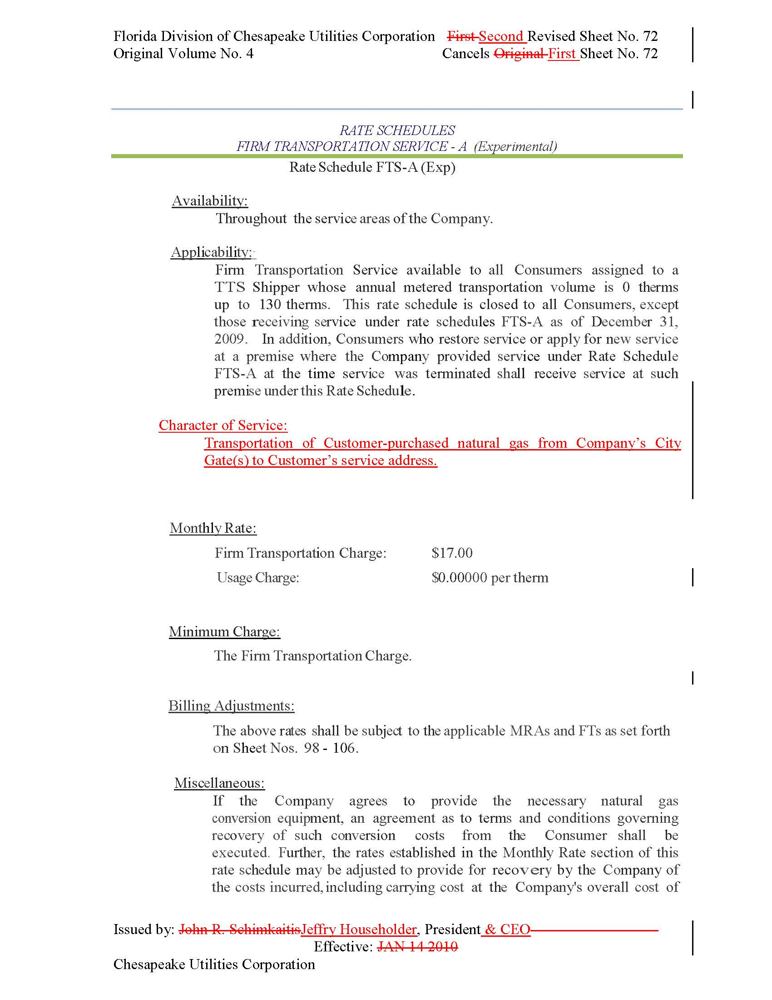 Florida Division of Chesapeake Utilities Corporation First Second Revised Sheet No. 72
Original Volume No. 4 Cancels Original First Sheet No. 72
RATE SCHEDULES
FIRM TRANSPORTATION SERVICE - A (Experimental)
Rate Schedule FTS-A (Exp)
Availability:
Throughout the service areas of the Company.
Applicability:
Firm Transportation Service available to all Consumers assigned to a
TTS Shipper whose annual metered transportation volume is 0 therms
up to 130 therms. This rate schedule is closed to all Consumers, except
those receiving service under rate schedules FTS-A as of December 31,
2009. In addition, Consumers who restore service or apply for new service
at a premise where the Company provided service under Rate Schedule
FTS-A at the time service was terminated shall receive service at such
premise under this Rate Schedule.
Character of Service:
Transportation of Customer-purchased natural gas from Company’s City
Gate(s) to Customer’s service address.
Monthly Rate:
Firm Transportation Charge: $17.00
Usage Charge: $0.00000 per therm
Minimum Charge:
The Firm Transportation Charge.
Billing Adjustments:
The above rates shall be subject to the applicable MRAs and FTs as set forth
on Sheet Nos. 98 - 106.
Miscellaneous:
If the Company agrees to provide the necessary natural gas
conversion equipment, an agreement as to terms and conditions governing
recovery of such conversion costs from the Consumer shall be
executed. Further, the rates established in the Monthly Rate section of this
rate schedule may be adjusted to provide for recovery by the Company of
the costs incurred, including carrying cost at the Company's overall cost of
Issued by: John R. SchimkaitisJeffry Householder, President & CEO
Effective: JAN 14 2010
Chesapeake Utilities Corporation